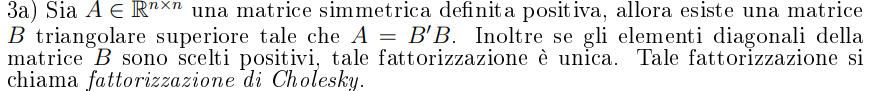 3a) Sia A ∈ ℝⁿˣⁿ una matrice simmetrica definita positiva, allora esiste una matrice
B triangolare superiore tale che A = B′B. Inoltre se gli elementi diagonali della
matrice B sono scelti positivi, tale fattorizzazione è unica. Tale fattorizzazione si
chiama fattorizzazione di Cholesky.